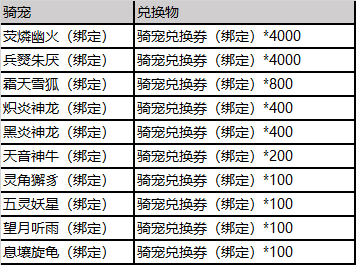 骑宠 兑换物
荧燐幽火（绑定） 骑宠兑换券（绑定）*4000
兵燹朱厌（绑定） 骑宠兑换券（绑定）*4000
霜天雪狐（绑定） 骑宠兑换券（绑定）*800
炽炎神龙（绑定） 骑宠兑换券（绑定）*400
黑炎神龙（绑定） 骑宠兑换券（绑定）*400
天音神牛（绑定） 骑宠兑换券（绑定）*200
灵角獬豸（绑定） 骑宠兑换券（绑定）*100
五灵妖星（绑定） 骑宠兑换券（绑定）*100
望月听雨（绑定） 骑宠兑换券（绑定）*100
息壤旋龟（绑定） 骑宠兑换券（绑定）*100